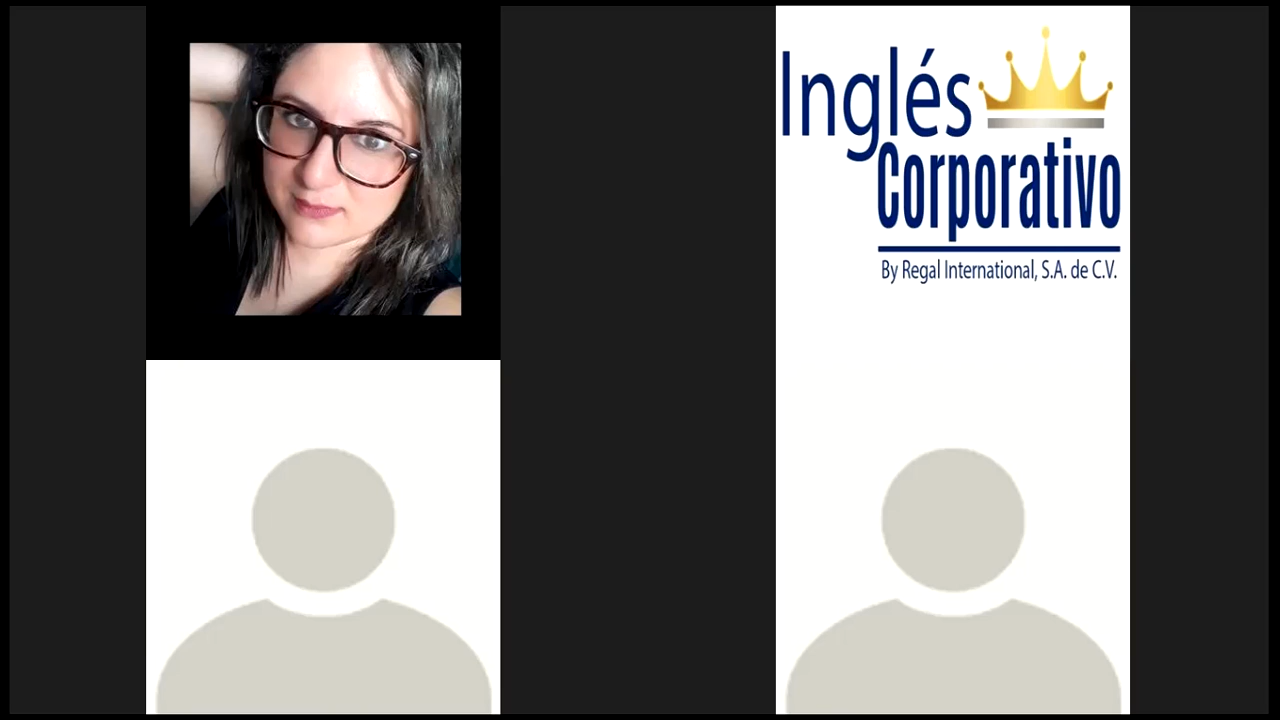 Inglés
Corporativo
By Regal International, S.A. de C.V.